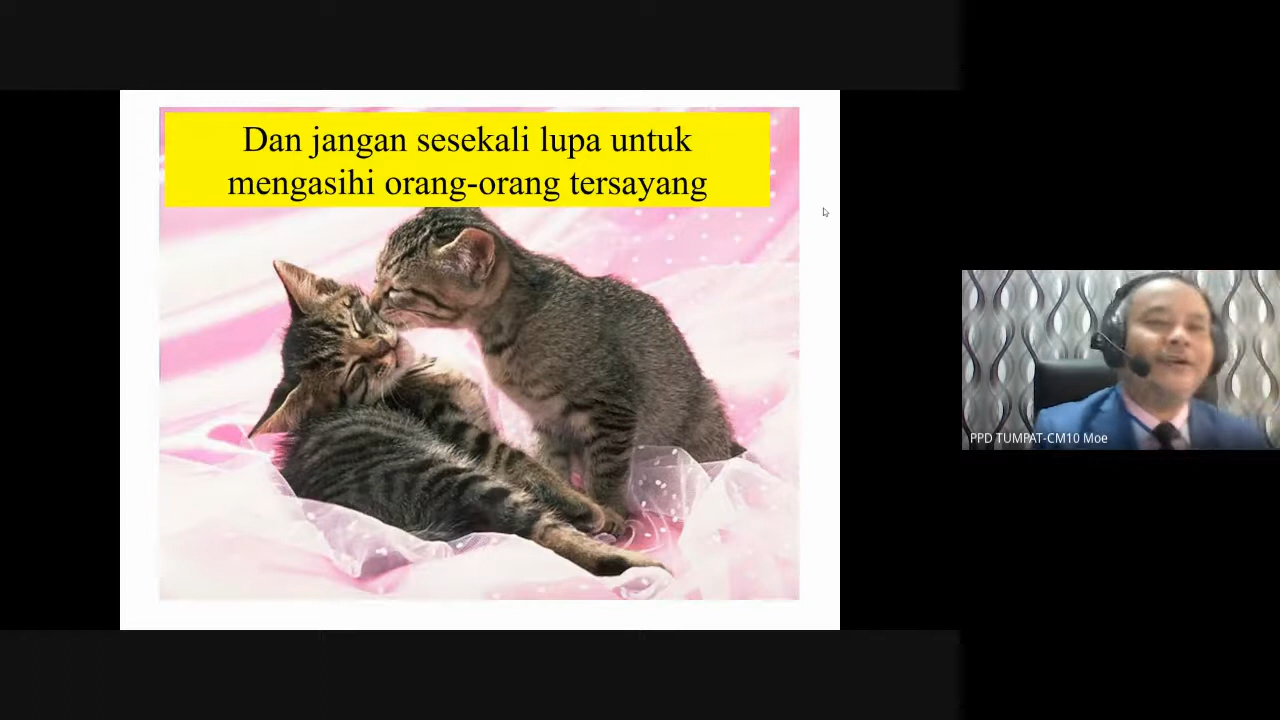 Dan jangan sesekali lupa untuk
mengasihi orang-orang tersayang
PPD TUMPAT-CM10 Moe